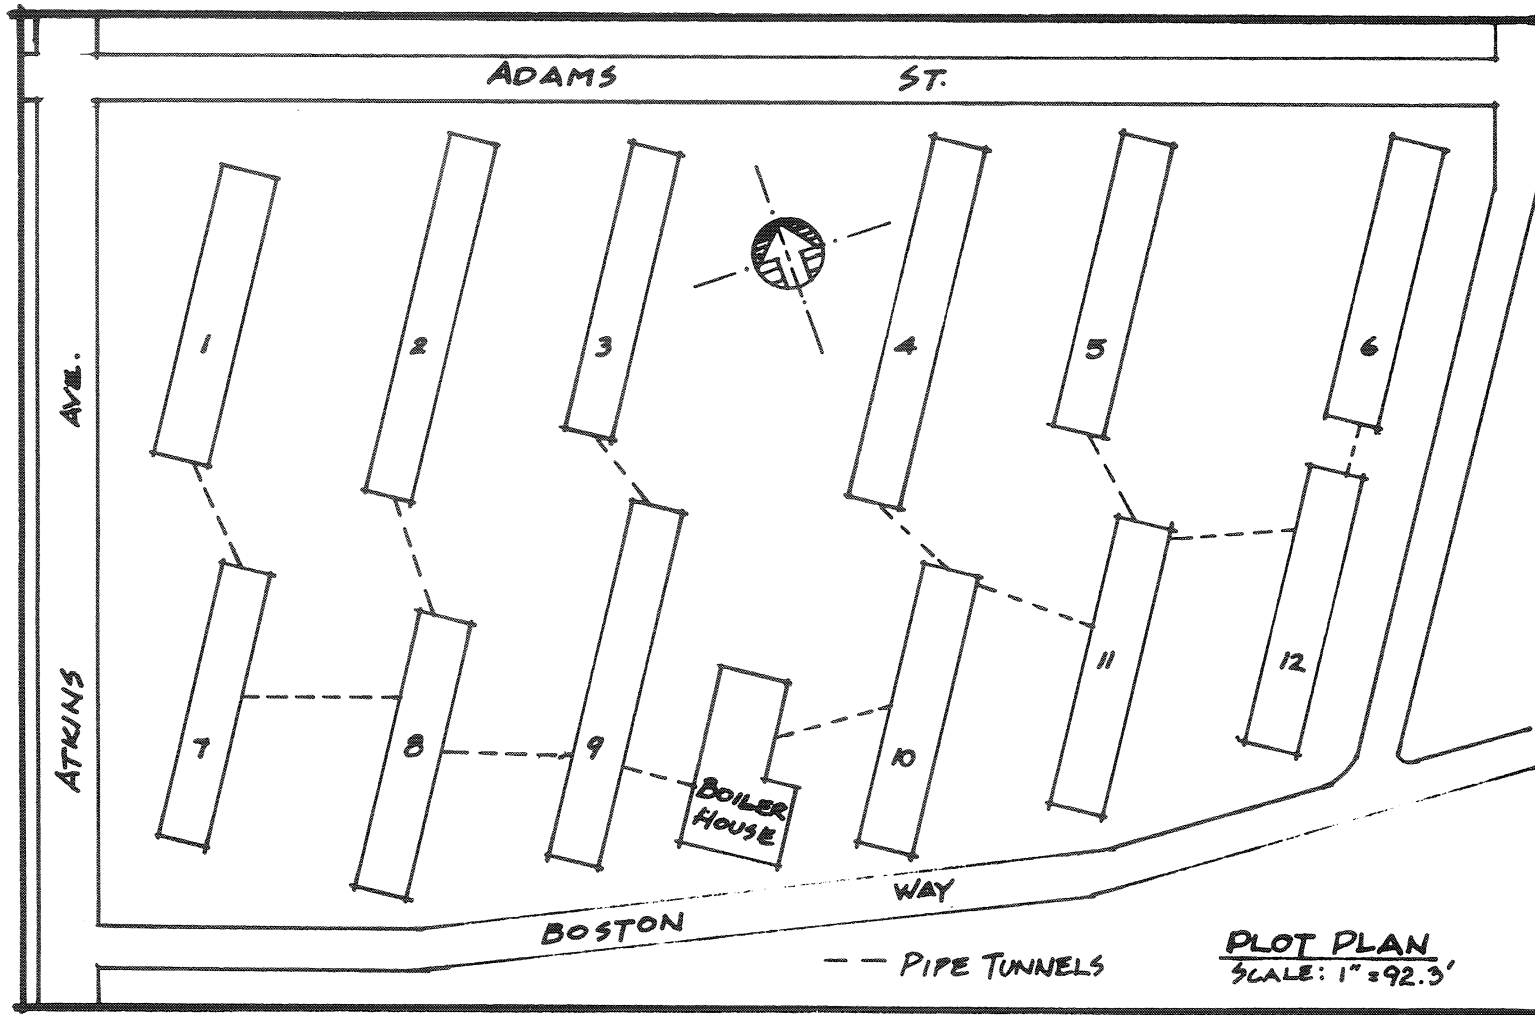 ADAMS ST.
1
2
3
4
5
6
ATKINS AVE.
7
8
9
10
11
12
BOILER
HOUSE
BOSTON WAY
PIPE TUNNELS
PLOT PLAN
SCALE: 1" = 92.3'